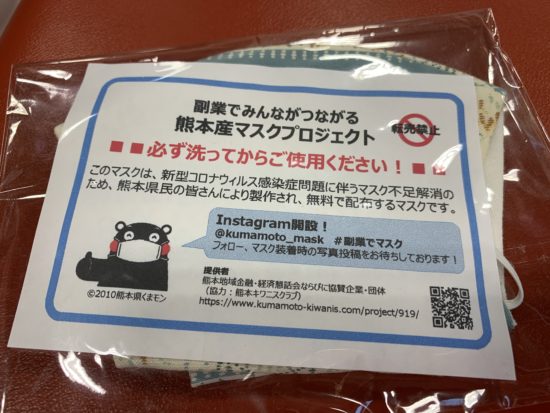 副業でみんながつながる
熊本産マスクプロジェクト
転売禁止
■■必ず洗ってからご使用ください！■■
このマスクは、新型コロナウィルス感染症問題に伴うマスク不足解消の
ため、熊本県民の皆さんにより製作され、無料で配布するマスクです。
Instagram開設！
@kumamoto_mask #副業でマスク
フォロー、マスク装着時の写真投稿をお待ちしております！
提供者
熊本地域金融・経済懇話会ならびに協賛企業・団体
（協力：熊本キワニスクラブ）
https://www.kumamoto-kiwanis.com/project/919/
©2010熊本県くまモン